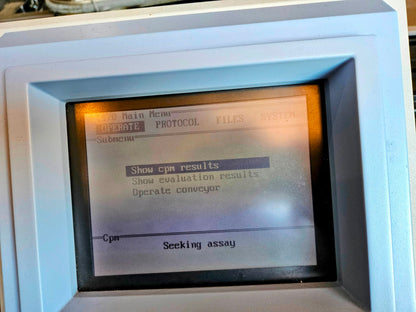 Main Menu
OPERATE PROTOCOL FILES SYSTEM
Submenu
Show cpm results
Show evaluation results
Operate conveyor
Cpm
Seeking assay